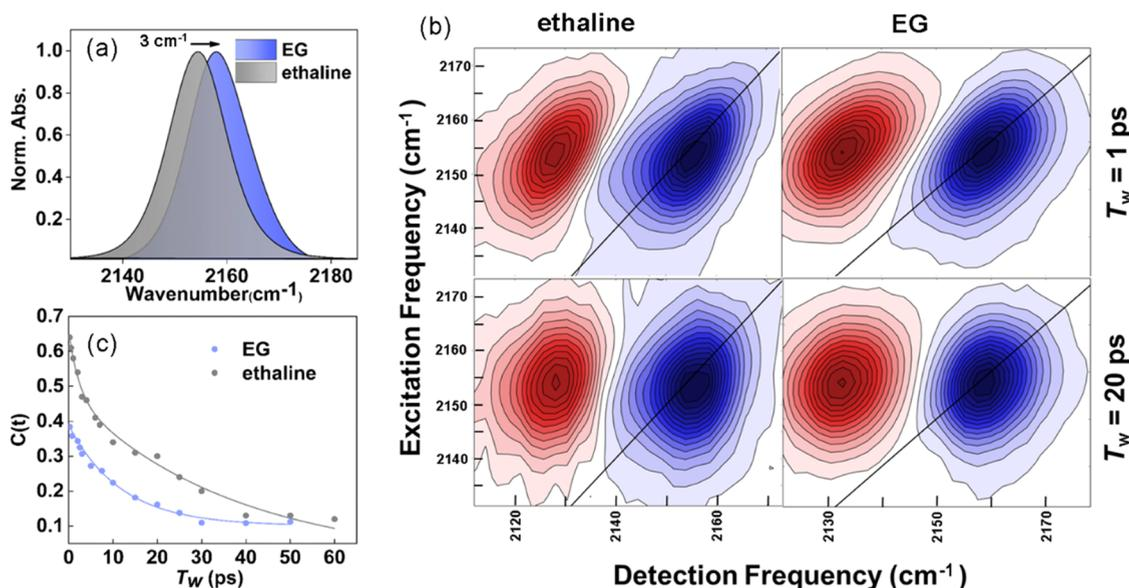 (a)
3 cm⁻¹
EG
ethaline
Norm. Abs.
1.0
0.8
0.6
0.4
0.2
2140 2160 2180
Wavenumber(cm⁻¹)
(b)
ethaline EG
Excitation Frequency (cm⁻¹)
2170
2160
2150
2140
2170
2160
2150
2140
T_w = 1 ps
T_w = 20 ps
2120 2140 2160 2130 2150 2170
Detection Frequency (cm⁻¹)
(c)
EG
ethaline
C(t)
0.7
0.6
0.5
0.4
0.3
0.2
0.1
0 10 20 30 40 50 60
T_W (ps)